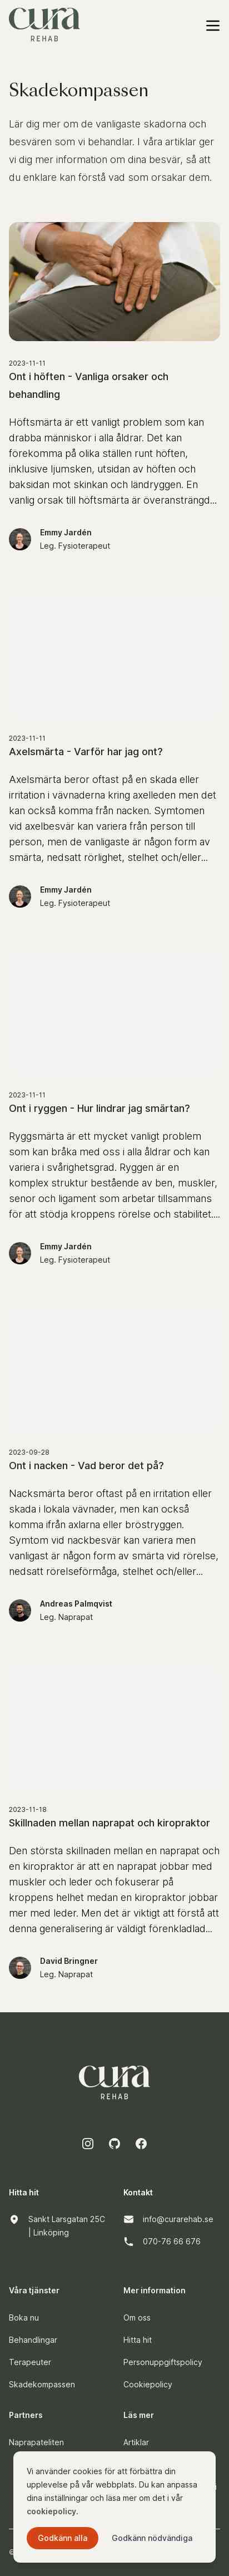 cura
REHAB
Skadekompassen
Lär dig mer om de vanligaste skadorna och
besvären som vi behandlar. I våra artiklar ger
vi dig mer information om dina besvär, så att
du enklare kan förstå vad som orsakar dem.
2023-11-11
Ont i höften - Vanliga orsaker och
behandling
Höftsmärta är ett vanligt problem som kan
drabba människor i alla åldrar. Det kan
förekomma på olika ställen runt höften,
inklusive ljumsken, utsidan av höften och
baksidan mot skinkan och ländryggen. En
vanlig orsak till höftsmärta är överansträngd...
Emmy Jardén
Leg. Fysioterapeut
2023-11-11
Axelsmärta - Varför har jag ont?
Axelsmärta beror oftast på en skada eller
irritation i vävnaderna kring axelleden men det
kan också komma från nacken. Symtomen
vid axelbesvär kan variera från person till
person, men de vanligaste är någon form av
smärta, nedsatt rörlighet, stelhet och/eller...
Emmy Jardén
Leg. Fysioterapeut
2023-11-11
Ont i ryggen - Hur lindrar jag smärtan?
Ryggsmärta är ett mycket vanligt problem
som kan bråka med oss i alla åldrar och kan
variera i svårighetsgrad. Ryggen är en
komplex struktur bestående av ben, muskler,
senor och ligament som arbetar tillsammans
för att stödja kroppens rörelse och stabilitet....
Emmy Jardén
Leg. Fysioterapeut
2023-09-28
Ont i nacken - Vad beror det på?
Nacksmärta beror oftast på en irritation eller
skada i lokala vävnader, men kan också
komma ifrån axlarna eller bröstryggen.
Symtom vid nackbesvär kan variera men
vanligast är någon form av smärta vid rörelse,
nedsatt rörelseförmåga, stelhet och/eller...
Andreas Palmqvist
Leg. Naprapat
2023-11-18
Skillnaden mellan naprapat och kiropraktor
Den största skillnaden mellan en naprapat och
en kiropraktor är att en naprapat jobbar med
muskler och leder och fokuserar på
kroppens helhet medan en kiropraktor jobbar
mer med leder. Men det är viktigt att förstå att
denna generalisering är väldigt förenkladlad...
David Bringner
Leg. Naprapat
cura
REHAB
Hitta hit
Kontakt
Sankt Larsgatan 25C
| Linköping
info@curarehab.se
070-76 66 676
Våra tjänster
Mer information
Boka nu
Om oss
Behandlingar
Hitta hit
Terapeuter
Personuppgiftspolicy
Skadekompassen
Cookiepolicy
Partners
Läs mer
Naprapateliten
Artiklar
Vi använder cookies för att förbättra din
upplevelse på vår webbplats. Du kan anpassa
dina inställningar och läsa mer om det i vår
cookiepolicy.
Godkänn alla
Godkänn nödvändiga